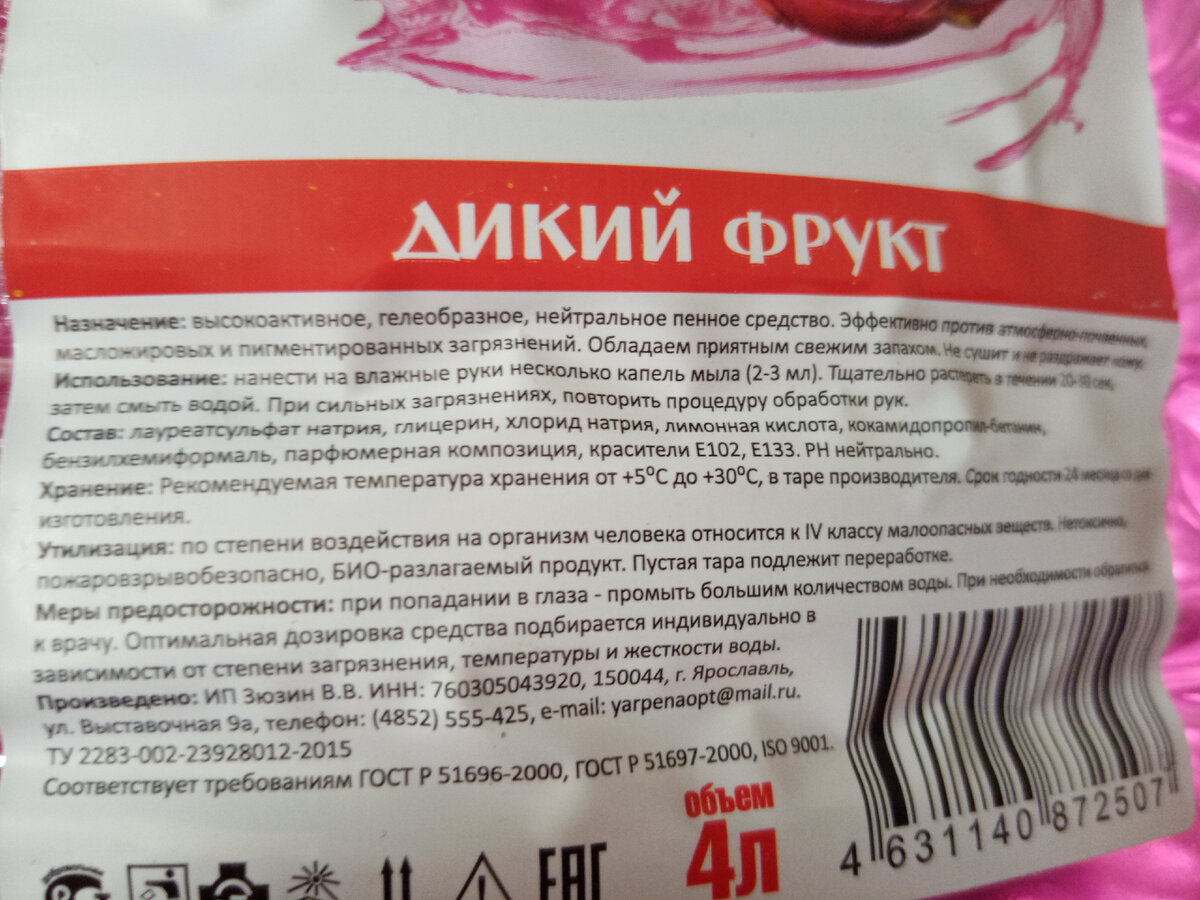 ДИКИЙ ФРУКТ
Назначение: высокоактивное, гелеобразное, нейтральное пенное средство. Эффективно против атмосферно-почвенных,
масложировых и пигментированных загрязнений. Обладаем приятным свежим запахом. Не сушит и не раздражает кожу.
Использование: нанести на влажные руки несколько капель мыла (2-3 мл). Тщательно растереть в течении 20-30 сек,
затем смыть водой. При сильных загрязнениях, повторить процедуру обработки рук.
Состав: лауреатсульфат натрия, глицерин, хлорид натрия, лимонная кислота, кокамидопропил-бетанин,
бензилхемиформаль, парфюмерная композиция, красители Е102, Е133. РН нейтрально.
Хранение: Рекомендуемая температура хранения от +5⁰С до +30⁰С, в таре производителя. Срок годности 24 месяца со дня
изготовления.
Утилизация: по степени воздействия на организм человека относится к IV классу малоопасных веществ. Нетоксично,
пожаровзрывобезопасно, БИО-разлагаемый продукт. Пустая тара подлежит переработке.
Меры предосторожности: при попадании в глаза - промыть большим количеством воды. При необходимости обратиться
к врачу. Оптимальная дозировка средства подбирается индивидуально в
зависимости от степени загрязнения, температуры и жесткости воды.
Произведено: ИП Зюзин В.В. ИНН: 760305043920, 150044, г. Ярославль,
ул. Выставочная 9а, телефон: (4852) 555-425, e-mail: yarpenaopt@mail.ru.
ТУ 2283-002-23928012-2015
Соответствует требованиям ГОСТ Р 51696-2000, ГОСТ Р 51697-2000, ISO 9001.
объем
4л
4 631140 872507
ЕАС